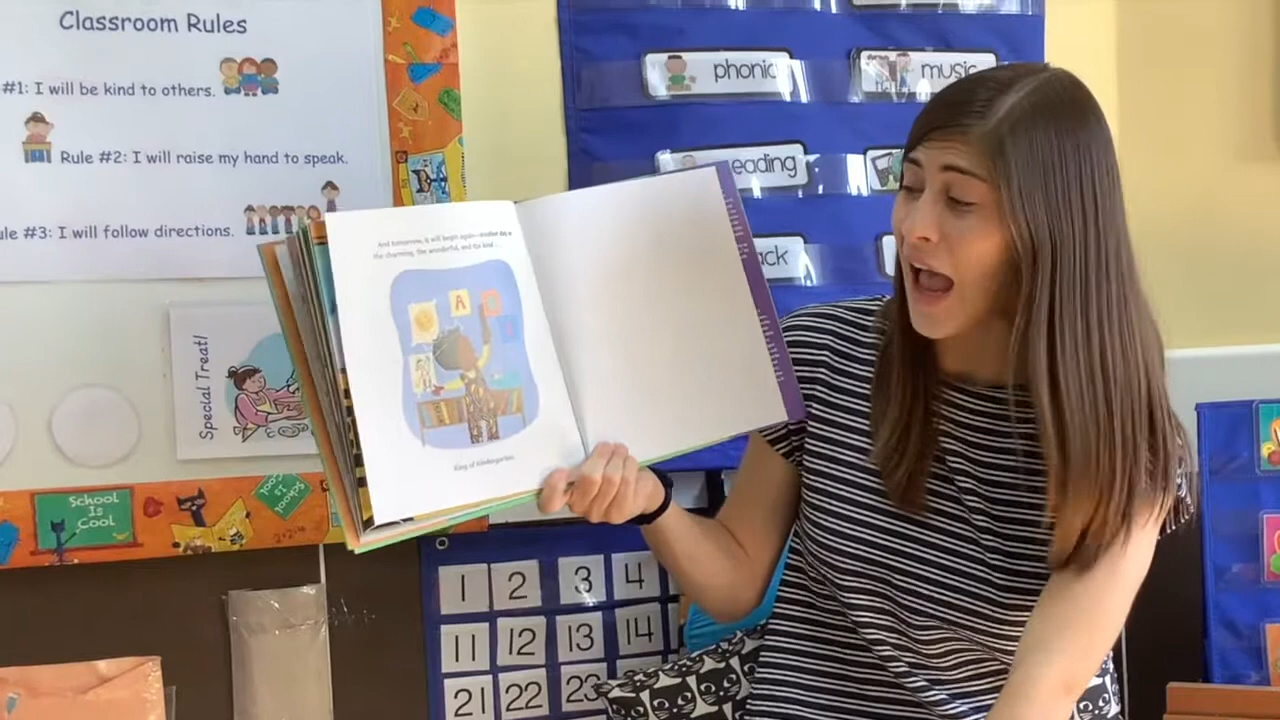 Classroom Rules
#1: I will be kind to others.
Rule #2: I will raise my hand to speak.
ule #3: I will follow directions.
phonic
music
eading
ack
And tomorrow, it will begin again—another day
the charming, the wonderful, and the kind...
A
King of Kindergarten.
Special Treat!
School
Is
Cool
School
Is
Cool
1 2 3 4
11 12 13 14
21 22 23